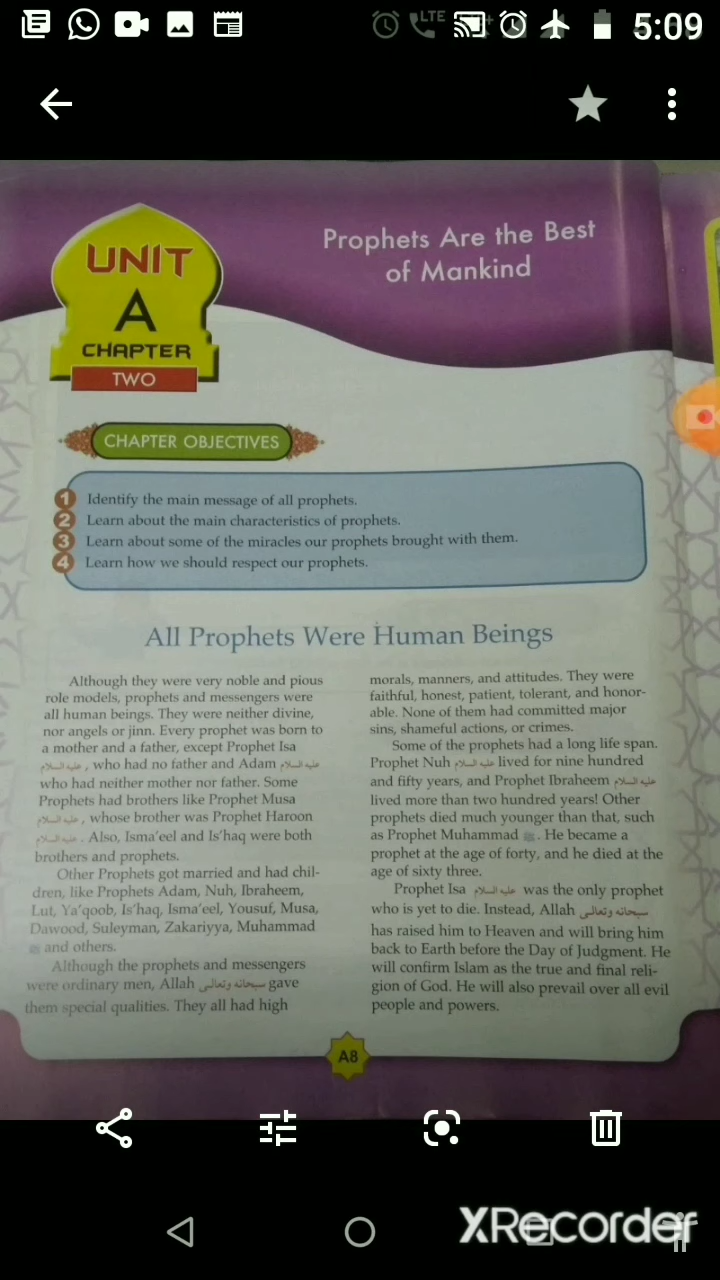 LTE
5:09
Prophets Are the Best
of Mankind
UNIT
A
CHAPTER
TWO
CHAPTER OBJECTIVES
1 Identify the main message of all prophets.
2 Learn about the main characteristics of prophets.
3 Learn about some of the miracles our prophets brought with them.
4 Learn how we should respect our prophets.
All Prophets Were Human Beings
Although they were very noble and pious
role models, prophets and messengers were
all human beings. They were neither divine,
nor angels or jinn. Every prophet was born to
a mother and a father, except Prophet Isa
عليه السلام, who had no father and Adam عليه السلام
who had neither mother nor father. Some
Prophets had brothers like Prophet Musa
عليه السلام, whose brother was Prophet Haroon
عليه السلام. Also, Isma'eel and Is'haq were both
brothers and prophets.
Other Prophets got married and had chil-
dren, like Prophets Adam, Nuh, Ibraheem,
Lut, Ya'qoob, Is'haq, Isma'eel, Yousuf, Musa,
Dawood, Suleyman, Zakariyya, Muhammad
ﷺ and others.
Although the prophets and messengers
were ordinary men, Allah سبحانه وتعالى gave
them special qualities. They all had high
morals, manners, and attitudes. They were
faithful, honest, patient, tolerant, and honor-
able. None of them had committed major
sins, shameful actions, or crimes.
Some of the prophets had a long life span.
Prophet Nuh عليه السلام lived for nine hundred
and fifty years, and Prophet Ibraheem عليه السلام
lived more than two hundred years! Other
prophets died much younger than that, such
as Prophet Muhammad ﷺ. He became a
prophet at the age of forty, and he died at the
age of sixty three.
Prophet Isa عليه السلام was the only prophet
who is yet to die. Instead, Allah سبحانه وتعالى
has raised him to Heaven and will bring him
back to Earth before the Day of Judgment. He
will confirm Islam as the true and final reli-
gion of God. He will also prevail over all evil
people and powers.
A8
XRecorder